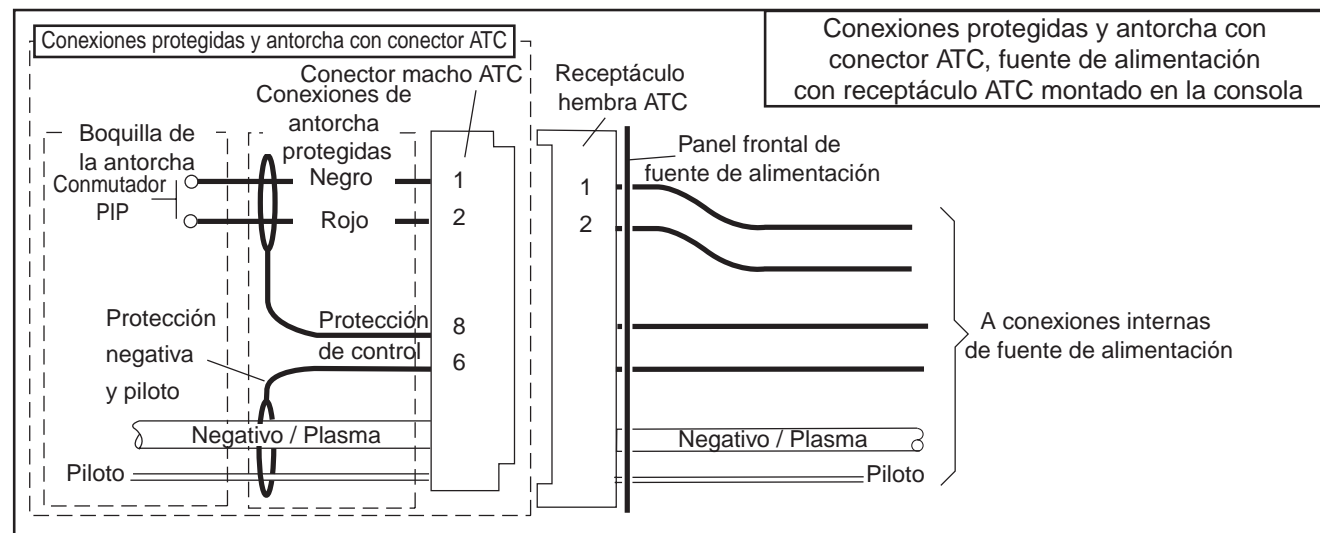 Conexiones protegidas y antorcha con conector ATC
Conexiones protegidas y antorcha con
conector ATC, fuente de alimentación
con receptáculo ATC montado en la consola
Conector macho ATC
Receptáculo
hembra ATC
Conexiones de
antorcha
protegidas
Boquilla de
la antorcha
Conmutador
PIP
Negro
Rojo
1
2
1
2
Panel frontal de
fuente de alimentación
Protección
negativa
y piloto
Protección
de control
8
6
A conexiones internas
de fuente de alimentación
Negativo / Plasma
Negativo / Plasma
Piloto
Piloto